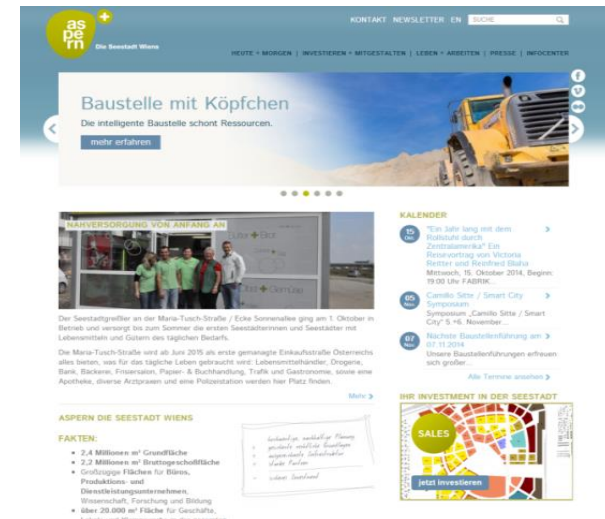 as
pe
rn
Die Seestadt Wiens
KONTAKT NEWSLETTER EN SUCHE
HEUTE + MORGEN | INVESTIEREN + MITGESTALTEN | LEBEN + ARBEITEN | PRESSE | INFOCENTER
Baustelle mit Köpfchen
Die intelligente Baustelle schont Ressourcen.
mehr erfahren
NAHVERSORGUNG VON ANFANG AN
Der Seestadtgreißler an der Maria-Tusch-Straße / Ecke Sonnenallee ging am 1. Oktober in
Betrieb und versorgt bis zum Sommer die ersten Seestädterinnen und Seestädter mit
Lebensmitteln und Gütern des täglichen Bedarfs.
Die Maria-Tusch-Straße wird ab Juni 2015 als erste gemanagte Einkaufsstraße Österreichs
alles bieten, was für das tägliche Leben gebraucht wird: Lebensmittelhändler, Drogerie,
Bank, Bäckerei, Frisiersalon, Papier- & Buchhandlung, Trafik und Gastronomie, sowie eine
Apotheke, diverse Arztpraxen und eine Polizeistation werden hier Platz finden.
Mehr
ASPERN DIE SEESTADT WIENS
FAKTEN:
2,4 Millionen m² Grundfläche
2,2 Millionen m² Bruttogeschoßfläche
Großzügige Flächen für Büros,
Produktions- und
Dienstleistungsunternehmen,
Wissenschaft, Forschung und Bildung
über 20.000 m² Fläche für Geschäfte,
KALENDER
15
Okt.
"Ein Jahr lang mit dem
Rollstuhl durch
Zentralamerika" Ein
Reisevortrag von Victoria
Reitter und Reinfried Blaha
Mittwoch, 15. Oktober 2014, Beginn:
19:00 Uhr FABRIK...
05
Nov
Camillo Sitte / Smart City
Symposium
Symposium „Camillo Sitte / Smart
City" 5.+6. November...
07
Nov
Nächste Baustellenführung am
07.11.2014
Unsere Baustellenführungen erfreuen
sich großer...
Alle Termine ansehen
IHR INVESTMENT IN DER SEESTADT
SALES
jetzt investieren